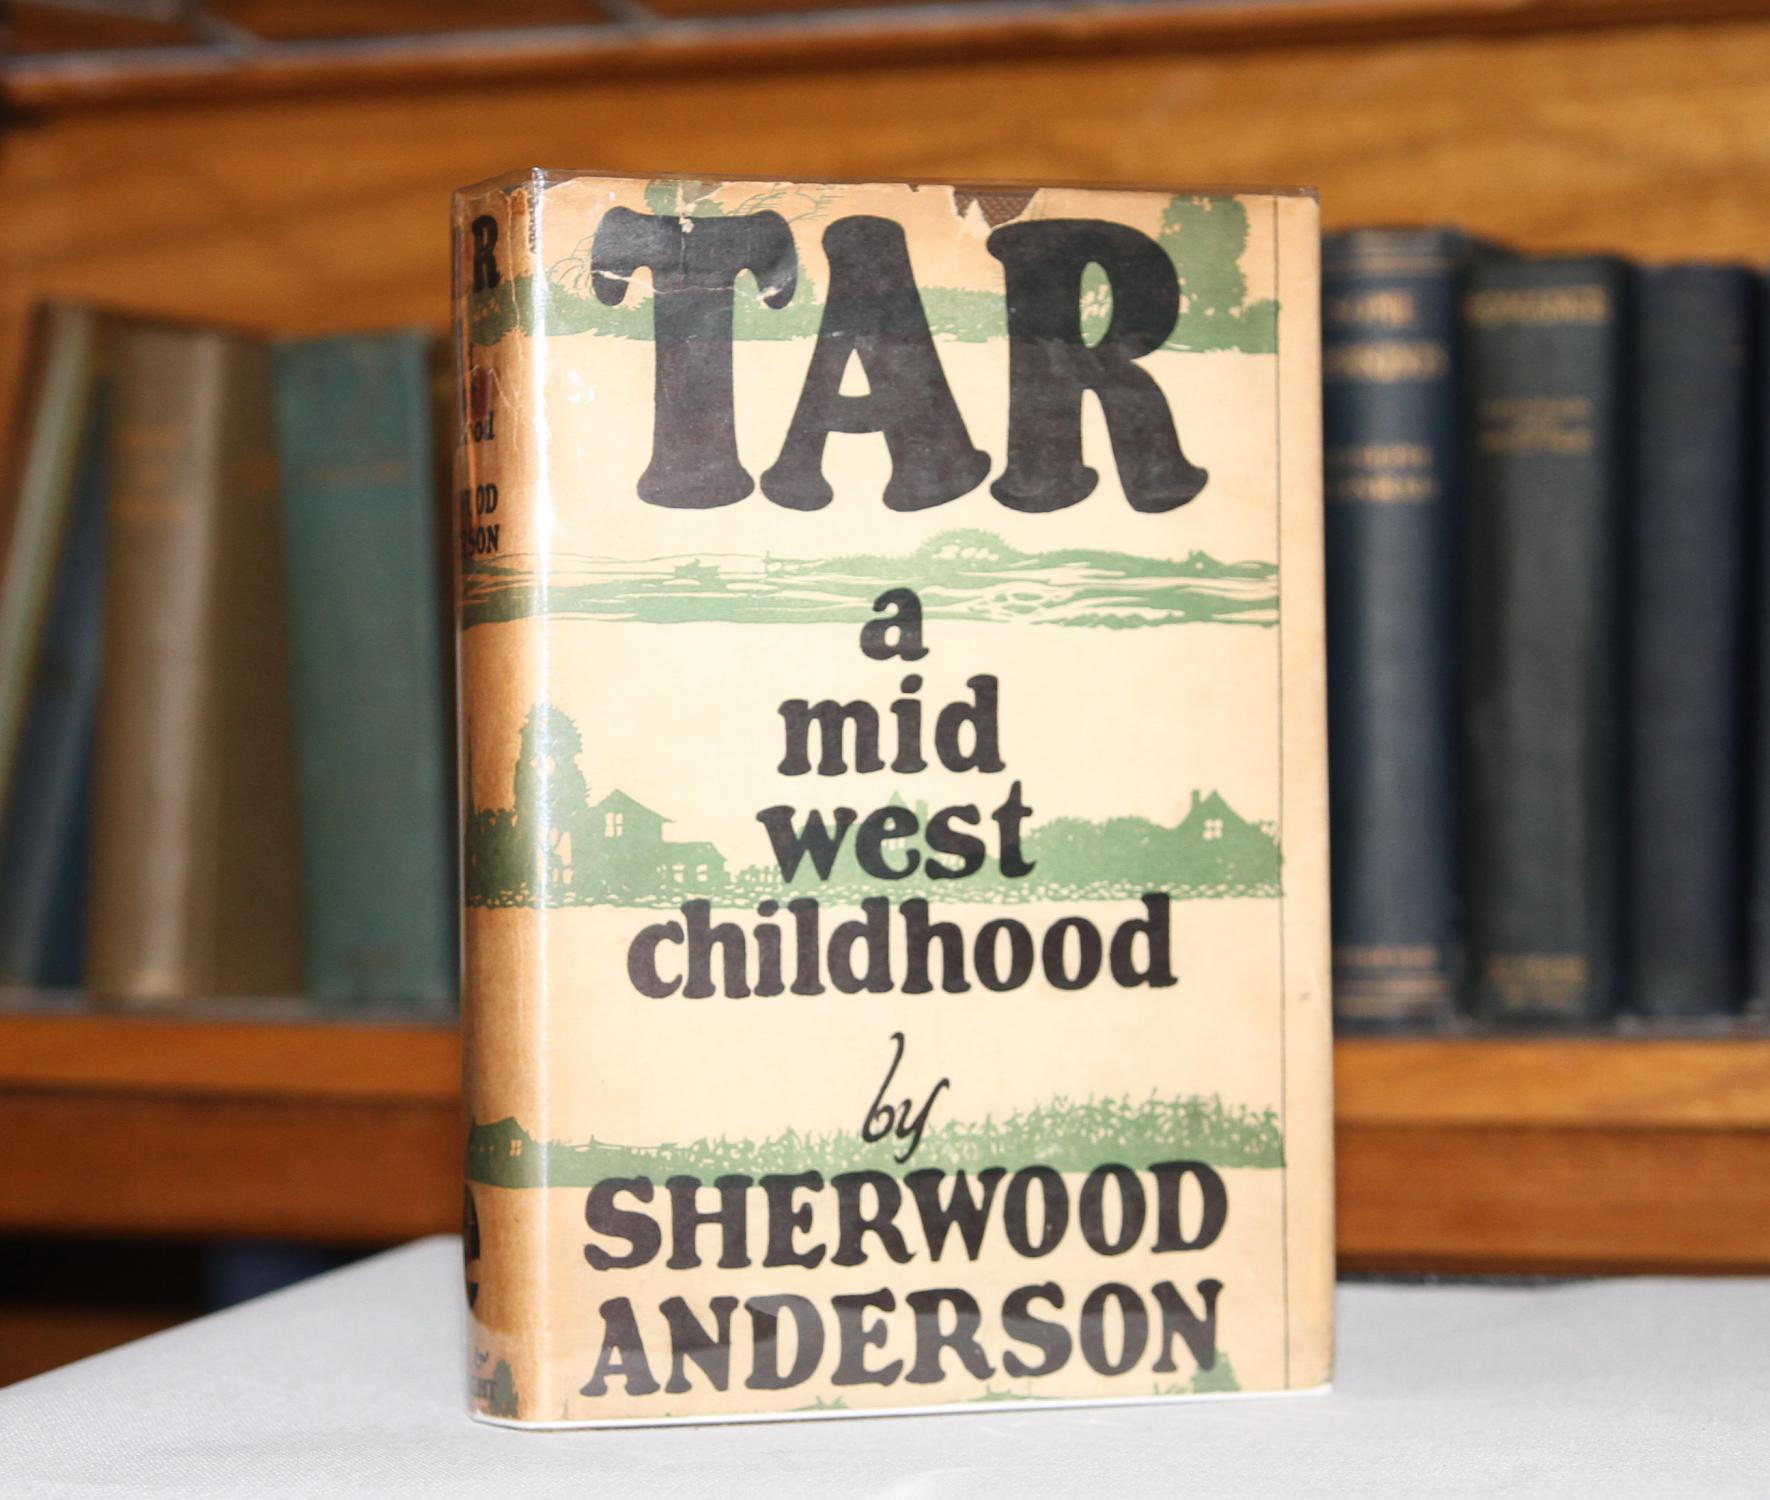 TAR
a
mid
west
childhood
by
SHERWOOD
ANDERSON